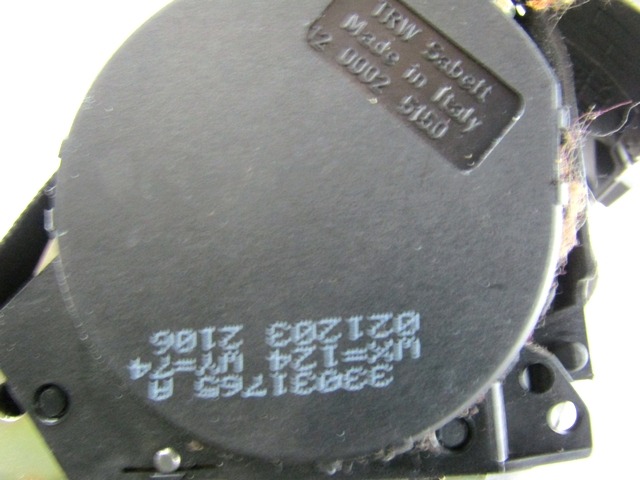 TRW Sabelt
Made in Italy
12 0002 5150
33031765 A
WX=124 WY=74
021203 2106